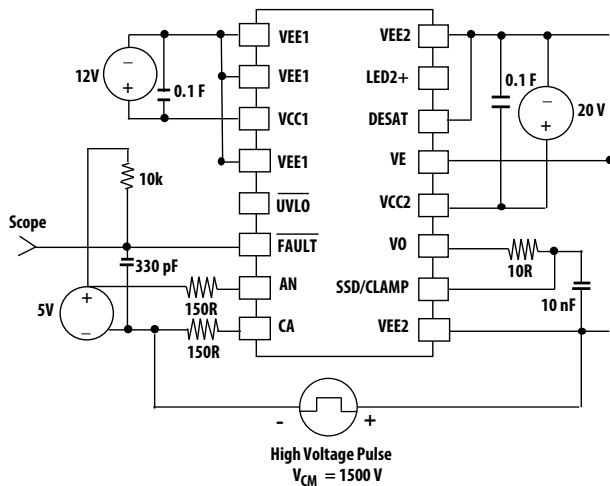 VEE1
VEE1
VCC1
VEE1
UVLO
FAULT
AN
CA
VEE2
LED2+
DESAT
VE
VCC2
VO
SSD/CLAMP
VEE2
12V
−
+
0.1 F
10k
Scope
330 pF
5V
+
−
150R
150R
0.1 F
−
+
20 V
10R
10 nF
- +
High Voltage Pulse
VCM = 1500 V